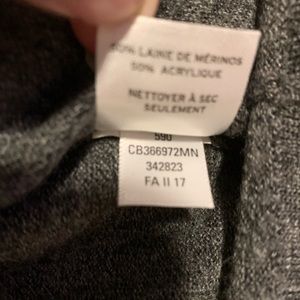 50% LAINE DE MÉRINOS
50% ACRYLIQUE
NETTOYER À SEC
SEULEMENT
590
CB366972MN
342823
FA II 17